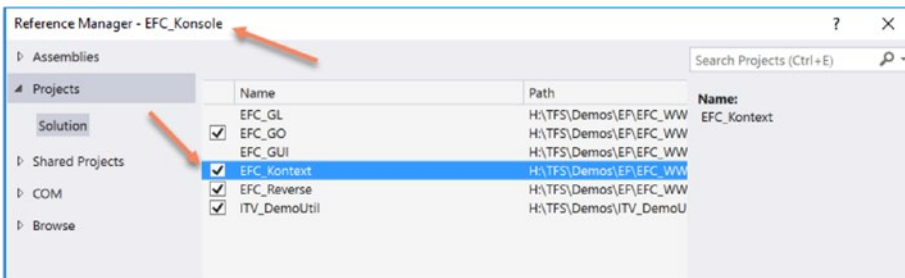 Reference Manager - EFC_Konsole ? ×
Assemblies
Projects
Solution
Shared Projects
COM
Browse
Name Path
EFC_GL H:\TFS\Demos\EF\EFC_WW
EFC_GO H:\TFS\Demos\EF\EFC_WW
EFC_GUI H:\TFS\Demos\EF\EFC_WW
EFC_Kontext H:\TFS\Demos\EF\EFC_WW
EFC_Reverse H:\TFS\Demos\EF\EFC_WW
ITV_DemoUtil H:\TFS\Demos\ITV_DemoU
Search Projects (Ctrl+E)
Name:
EFC_Kontext